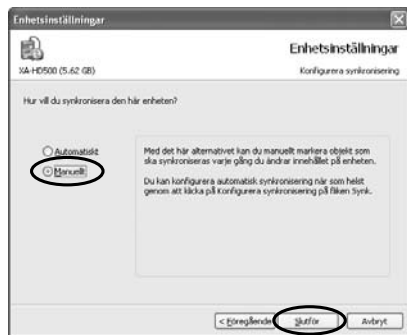 Enhetsinställningar
Enhetsinställningar
XA-HD500 (5.62 GB)
Konfigurera synkronisering
Hur vill du synkronisera den här enheten?
Automatiskt
Manuellt
Med det här alternativet kan du manuellt markera objekt som
ska synkroniseras varje gång du ändrar innehållet på enheten.
Du kan konfigurera automatisk synkronisering när som helst
genom att klicka på Konfigurera synkronisering på fliken Synk.
< Föregående
Slutför
Avbryt